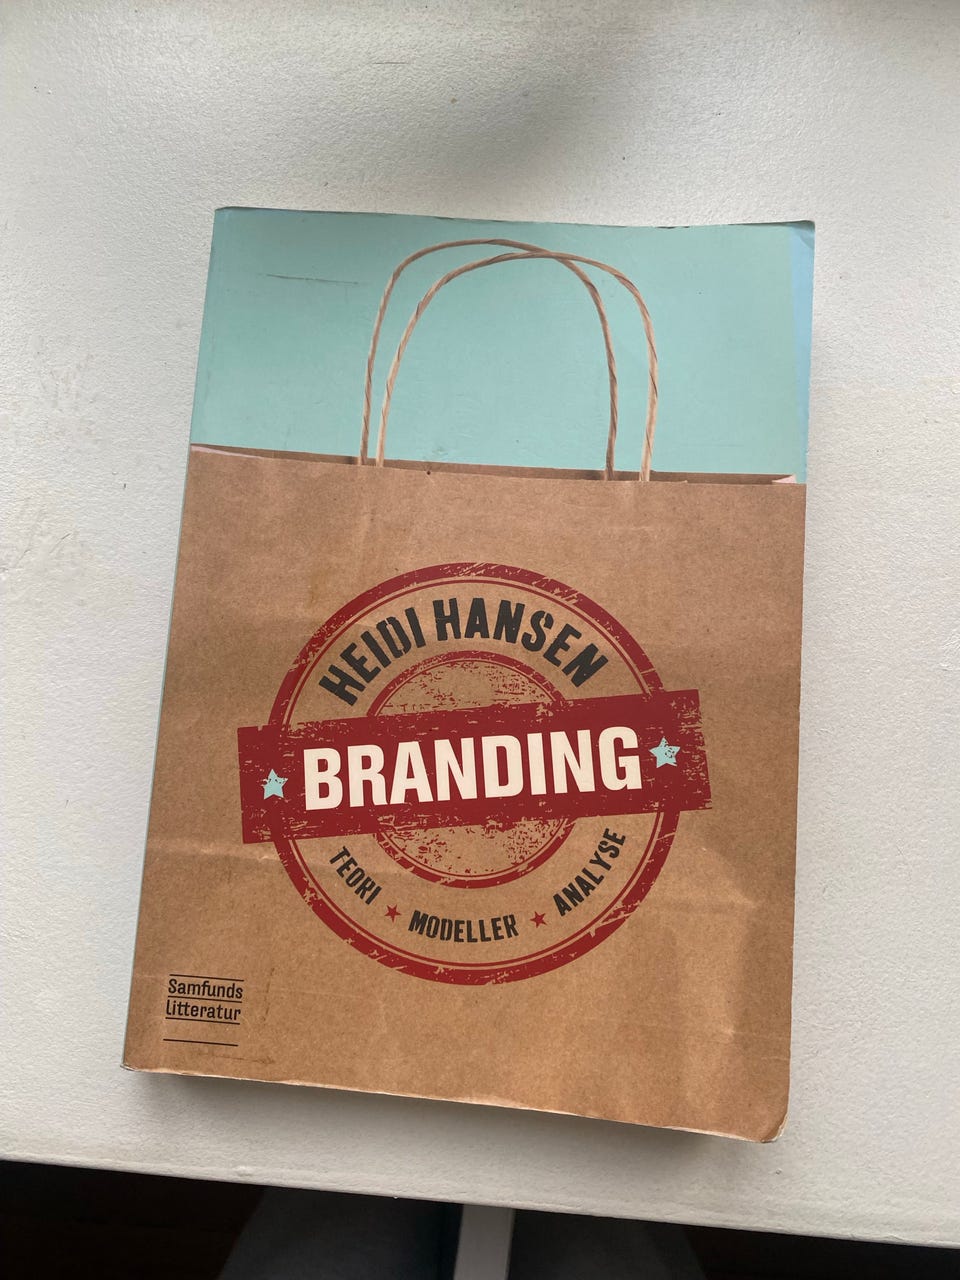 HEIDI HANSEN
BRANDING
TEORI ★ MODELLER ★ ANALYSE
Samfunds
litteratur